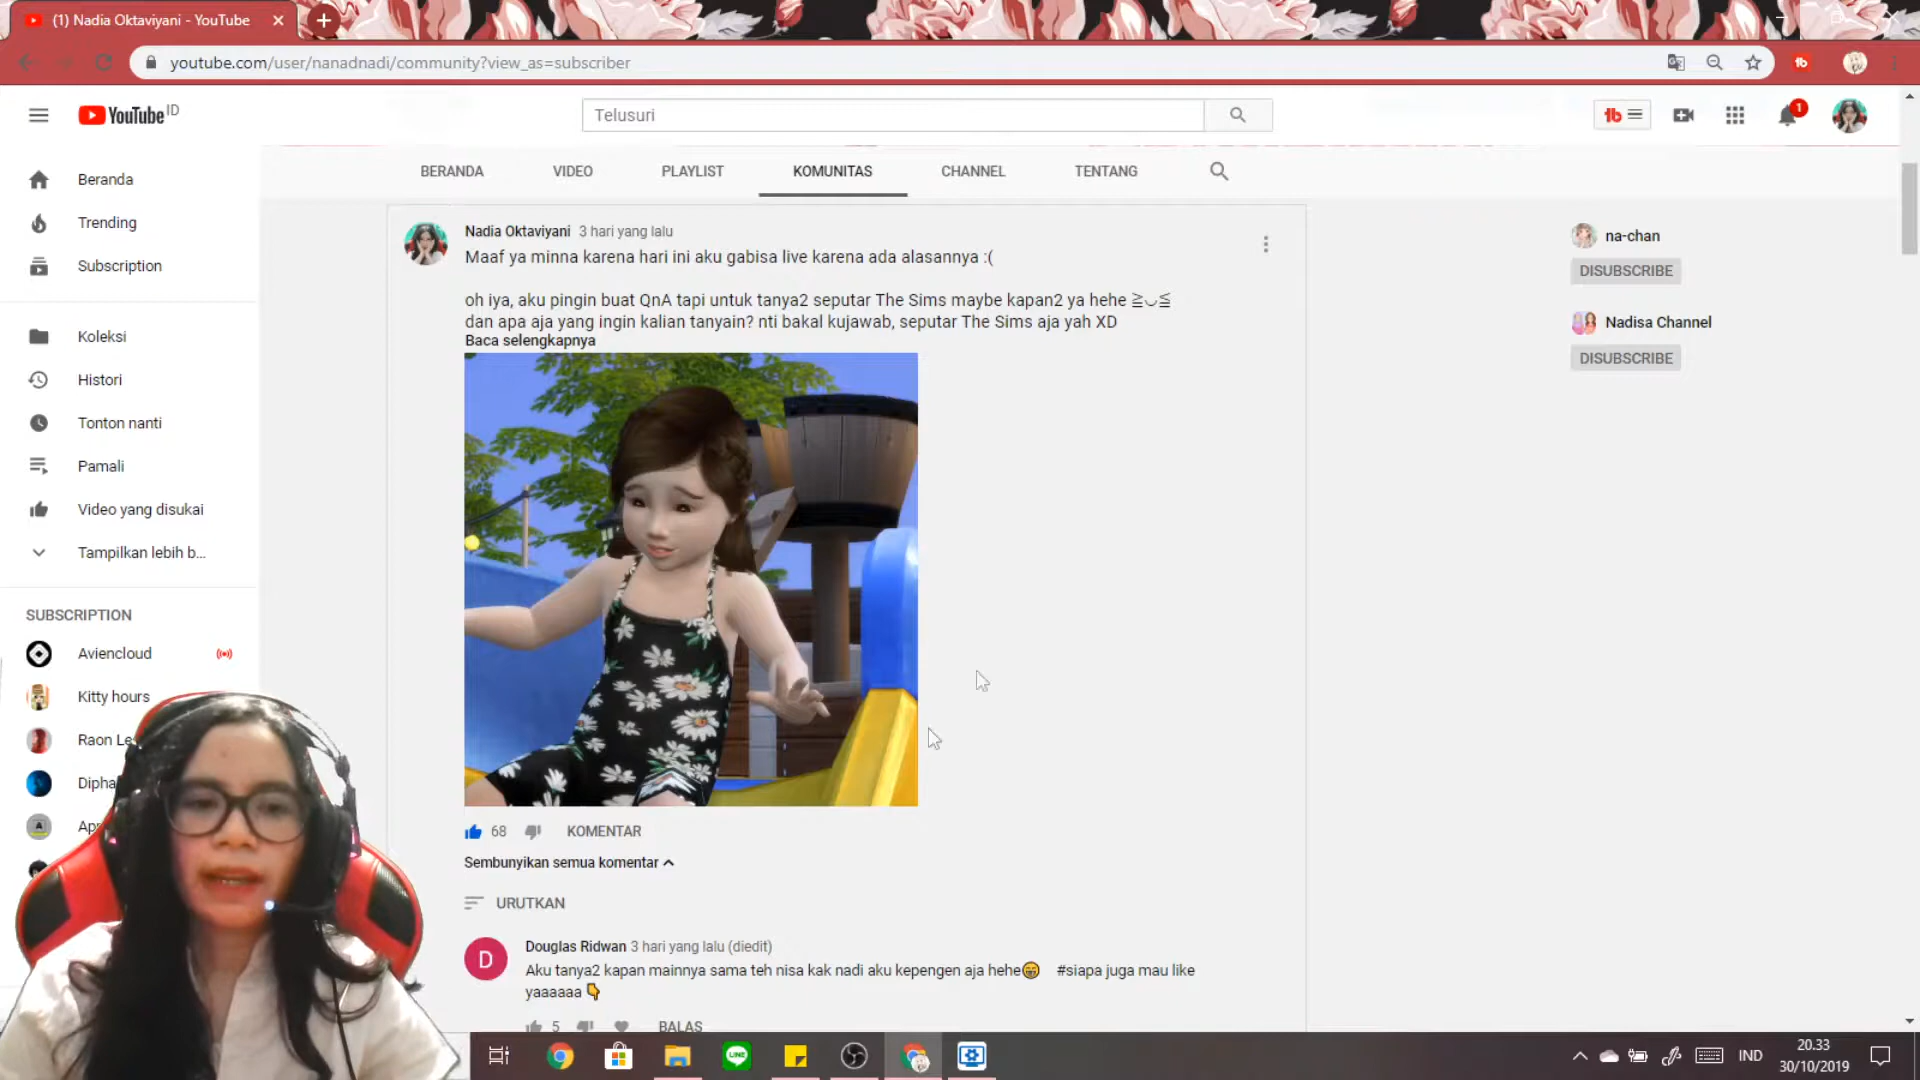 (1) Nadia Oktaviyani - YouTube
youtube.com/user/nanadnadi/community?view_as=subscriber
YouTube ID
Telusuri
1
BERANDA VIDEO PLAYLIST KOMUNITAS CHANNEL TENTANG
Beranda
Trending
Subscription
Koleksi
Histori
Tonton nanti
Pamali
Video yang disukai
Tampilkan lebih b...
SUBSCRIPTION
Aviencloud
Kitty hours
Raon Le
Dipha
Ap
Nadia Oktaviyani 3 hari yang lalu
Maaf ya minna karena hari ini aku gabisa live karena ada alasannya :(
oh iya, aku pingin buat QnA tapi untuk tanya2 seputar The Sims maybe kapan2 ya hehe ≧◡≦
dan apa aja yang ingin kalian tanyain? nti bakal kujawab, seputar The Sims aja yah XD
Baca selengkapnya
68 KOMENTAR
Sembunyikan semua komentar
URUTKAN
D
Douglas Ridwan 3 hari yang lalu (diedit)
Aku tanya2 kapan mainnya sama teh nisa kak nadi aku kepengen aja hehe😁 #siapa juga mau like
yaaaaaa 👇
5 BALAS
na-chan
DISUBSCRIBE
Nadisa Channel
DISUBSCRIBE
LINE
IND
20.33
30/10/2019